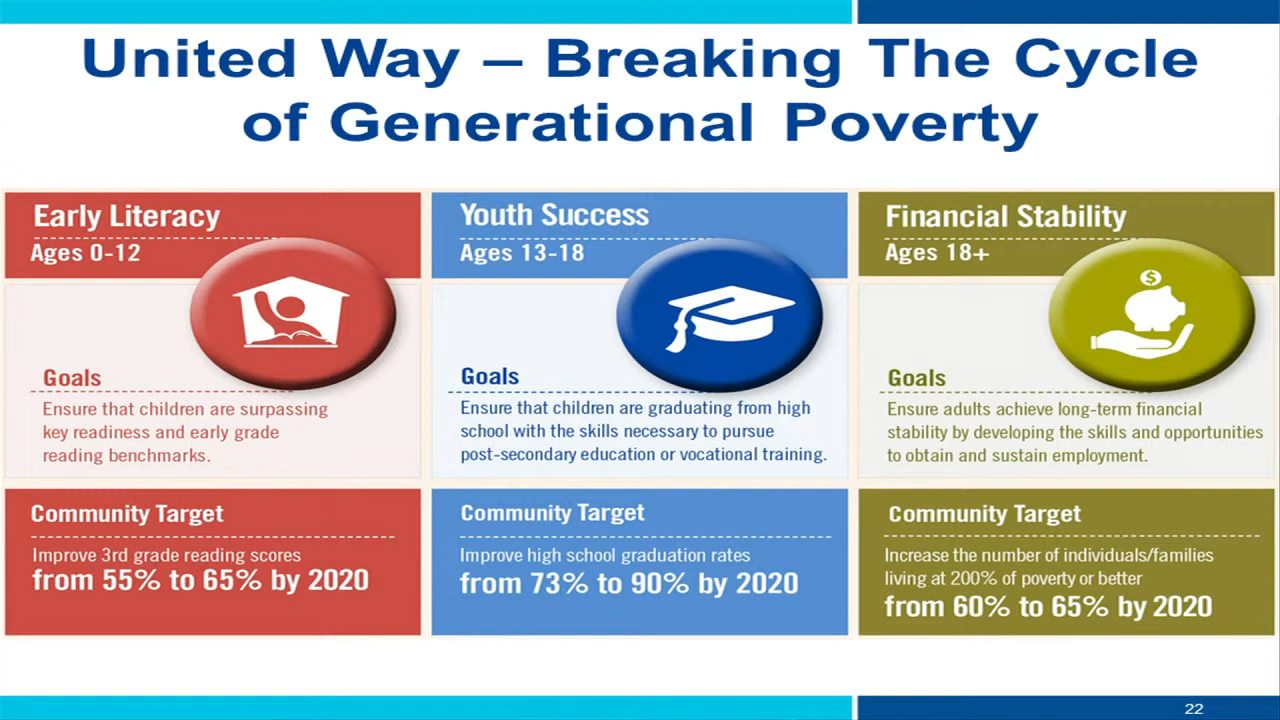 United Way – Breaking The Cycle
of Generational Poverty
Early Literacy
Ages 0-12
Goals
Ensure that children are surpassing
key readiness and early grade
reading benchmarks.
Community Target
Improve 3rd grade reading scores
from 55% to 65% by 2020
Youth Success
Ages 13-18
Goals
Ensure that children are graduating from high
school with the skills necessary to pursue
post-secondary education or vocational training.
Community Target
Improve high school graduation rates
from 73% to 90% by 2020
Financial Stability
Ages 18+
$
Goals
Ensure adults achieve long-term financial
stability by developing the skills and opportunities
to obtain and sustain employment.
Community Target
Increase the number of individuals/families
living at 200% of poverty or better
from 60% to 65% by 2020
22